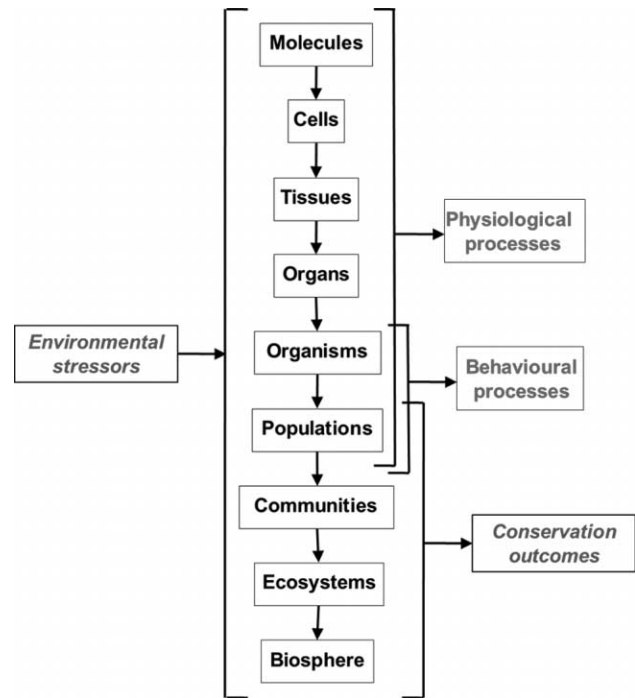 Molecules
Cells
Tissues
Physiological
processes
Organs
Environmental
stressors
Organisms
Behavioural
processes
Populations
Communities
Conservation
outcomes
Ecosystems
Biosphere